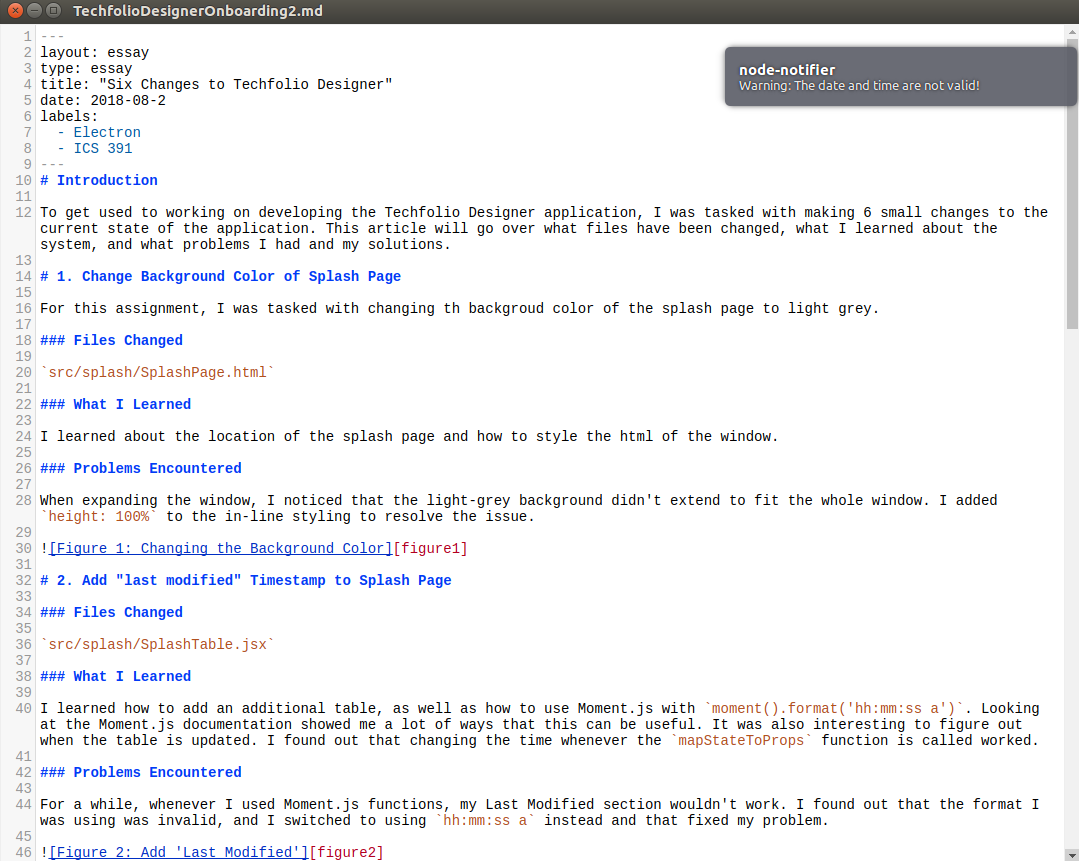 TechfolioDesignerOnboarding2.md
node-notifier
Warning: The date and time are not valid!
1 ---
2 layout: essay
3 type: essay
4 title: "Six Changes to Techfolio Designer"
5 date: 2018-08-2
6 labels:
7   - Electron
8   - ICS 391
9 ---
10 # Introduction
11
12 To get used to working on developing the Techfolio Designer application, I was tasked with making 6 small changes to the
current state of the application. This article will go over what files have been changed, what I learned about the
system, and what problems I had and my solutions.
13
14 # 1. Change Background Color of Splash Page
15
16 For this assignment, I was tasked with changing th backgroud color of the splash page to light grey.
17
18 ### Files Changed
19
20 `src/splash/SplashPage.html`
21
22 ### What I Learned
23
24 I learned about the location of the splash page and how to style the html of the window.
25
26 ### Problems Encountered
27
28 When expanding the window, I noticed that the light-grey background didn't extend to fit the whole window. I added
`height: 100%` to the in-line styling to resolve the issue.
29
30 ![Figure 1: Changing the Background Color][figure1]
31
32 # 2. Add "last modified" Timestamp to Splash Page
33
34 ### Files Changed
35
36 `src/splash/SplashTable.jsx`
37
38 ### What I Learned
39
40 I learned how to add an additional table, as well as how to use Moment.js with `moment().format('hh:mm:ss a')`. Looking
at the Moment.js documentation showed me a lot of ways that this can be useful. It was also interesting to figure out
when the table is updated. I found out that changing the time whenever the `mapStateToProps` function is called worked.
41
42 ### Problems Encountered
43
44 For a while, whenever I used Moment.js functions, my Last Modified section wouldn't work. I found out that the format I
was using was invalid, and I switched to using `hh:mm:ss a` instead and that fixed my problem.
45
46 ![Figure 2: Add 'Last Modified'][figure2]